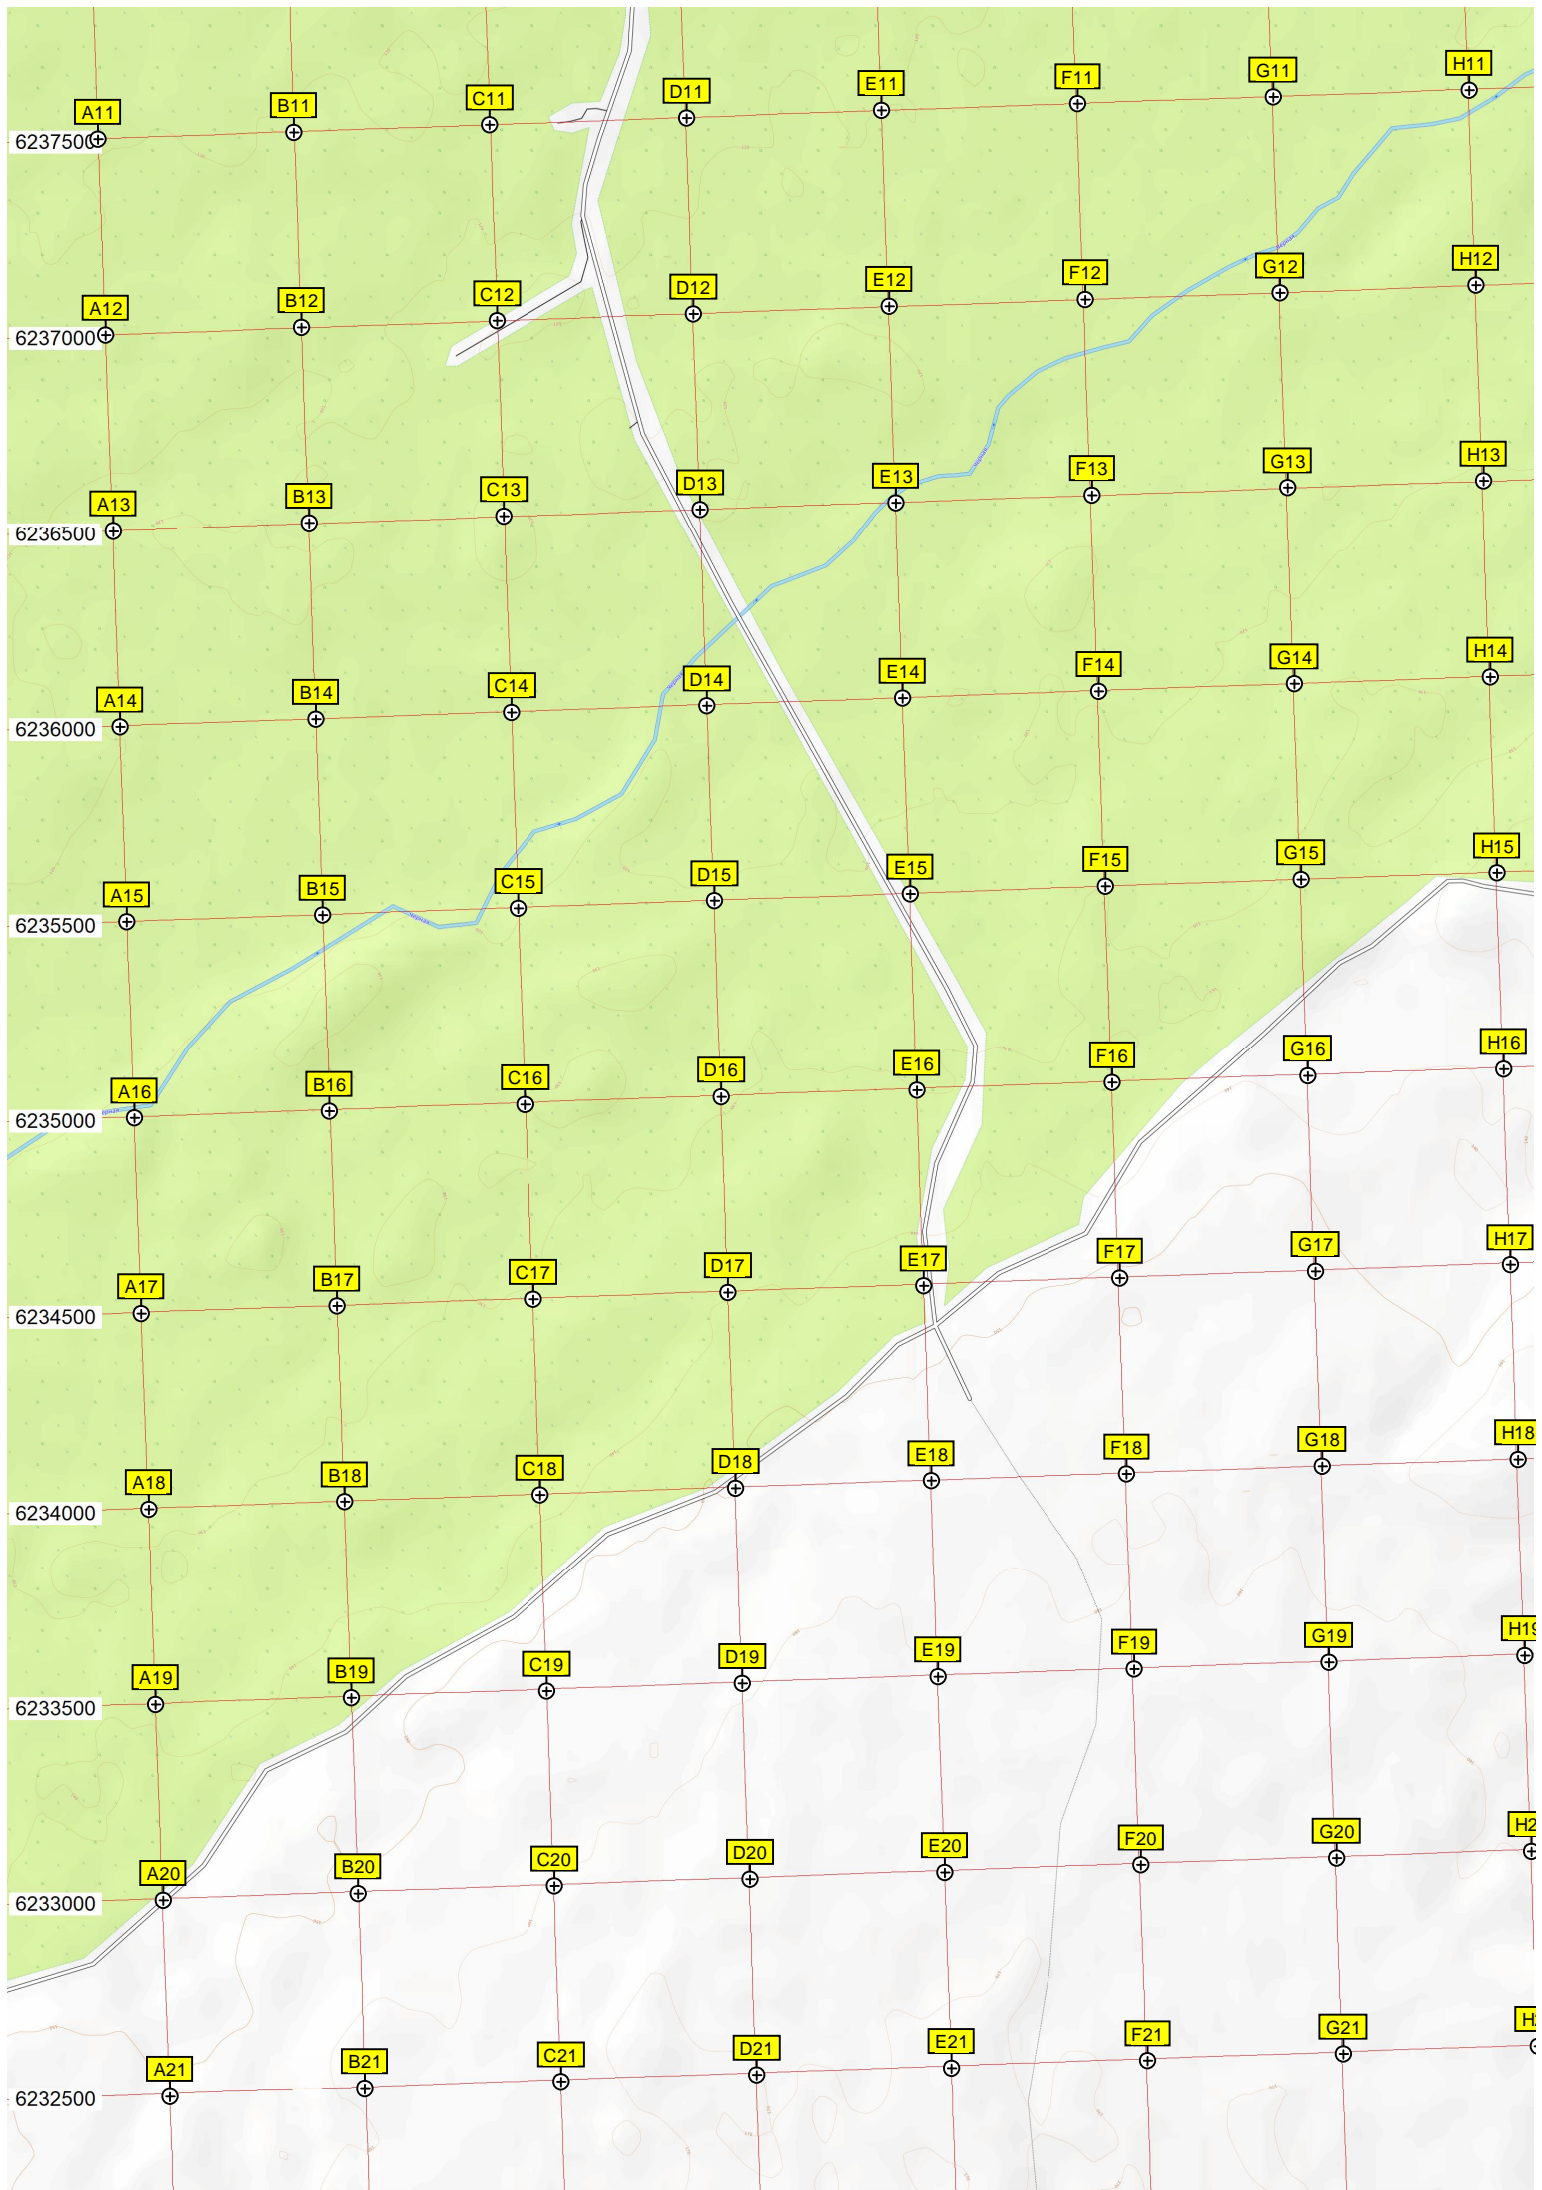 A11 B11 C11 D11 E11 F11 G11 H11
6237500
A12 B12 C12 D12 E12 F12 G12 H12
6237000
A13 B13 C13 D13 E13 F13 G13 H13
6236500
A14 B14 C14 D14 E14 F14 G14 H14
6236000
A15 B15 C15 D15 E15 F15 G15 H15
6235500
A16 B16 C16 D16 E16 F16 G16 H16
6235000
A17 B17 C17 D17 E17 F17 G17 H17
6234500
A18 B18 C18 D18 E18 F18 G18 H18
6234000
A19 B19 C19 D19 E19 F19 G19 H19
6233500
A20 B20 C20 D20 E20 F20 G20 H2
6233000
A21 B21 C21 D21 E21 F21 G21
6232500